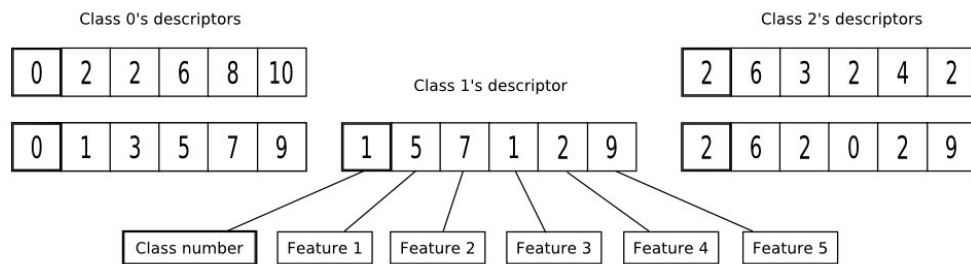 Class 0's descriptors
0 2 2 6 8 10
0 1 3 5 7 9
Class 1's descriptor
1 5 7 1 2 9
Class 2's descriptors
2 6 3 2 4 2
2 6 2 0 2 9
Class number Feature 1 Feature 2 Feature 3 Feature 4 Feature 5